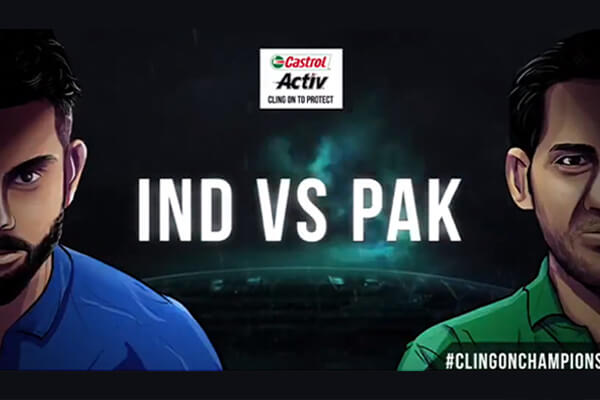 Castrol
Activ
CLING ON TO PROTECT
IND VS PAK
#CLINGONCHAMPIONS